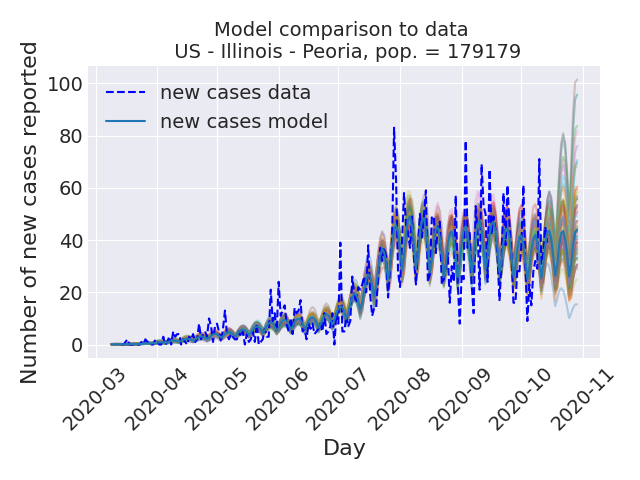 Model comparison to data
US - Illinois - Peoria, pop. = 179179
Number of new cases reported
100
80
60
40
20
0
new cases data
new cases model
2020-03
2020-04
2020-05
2020-06
2020-07
2020-08
2020-09
2020-10
2020-11
Day